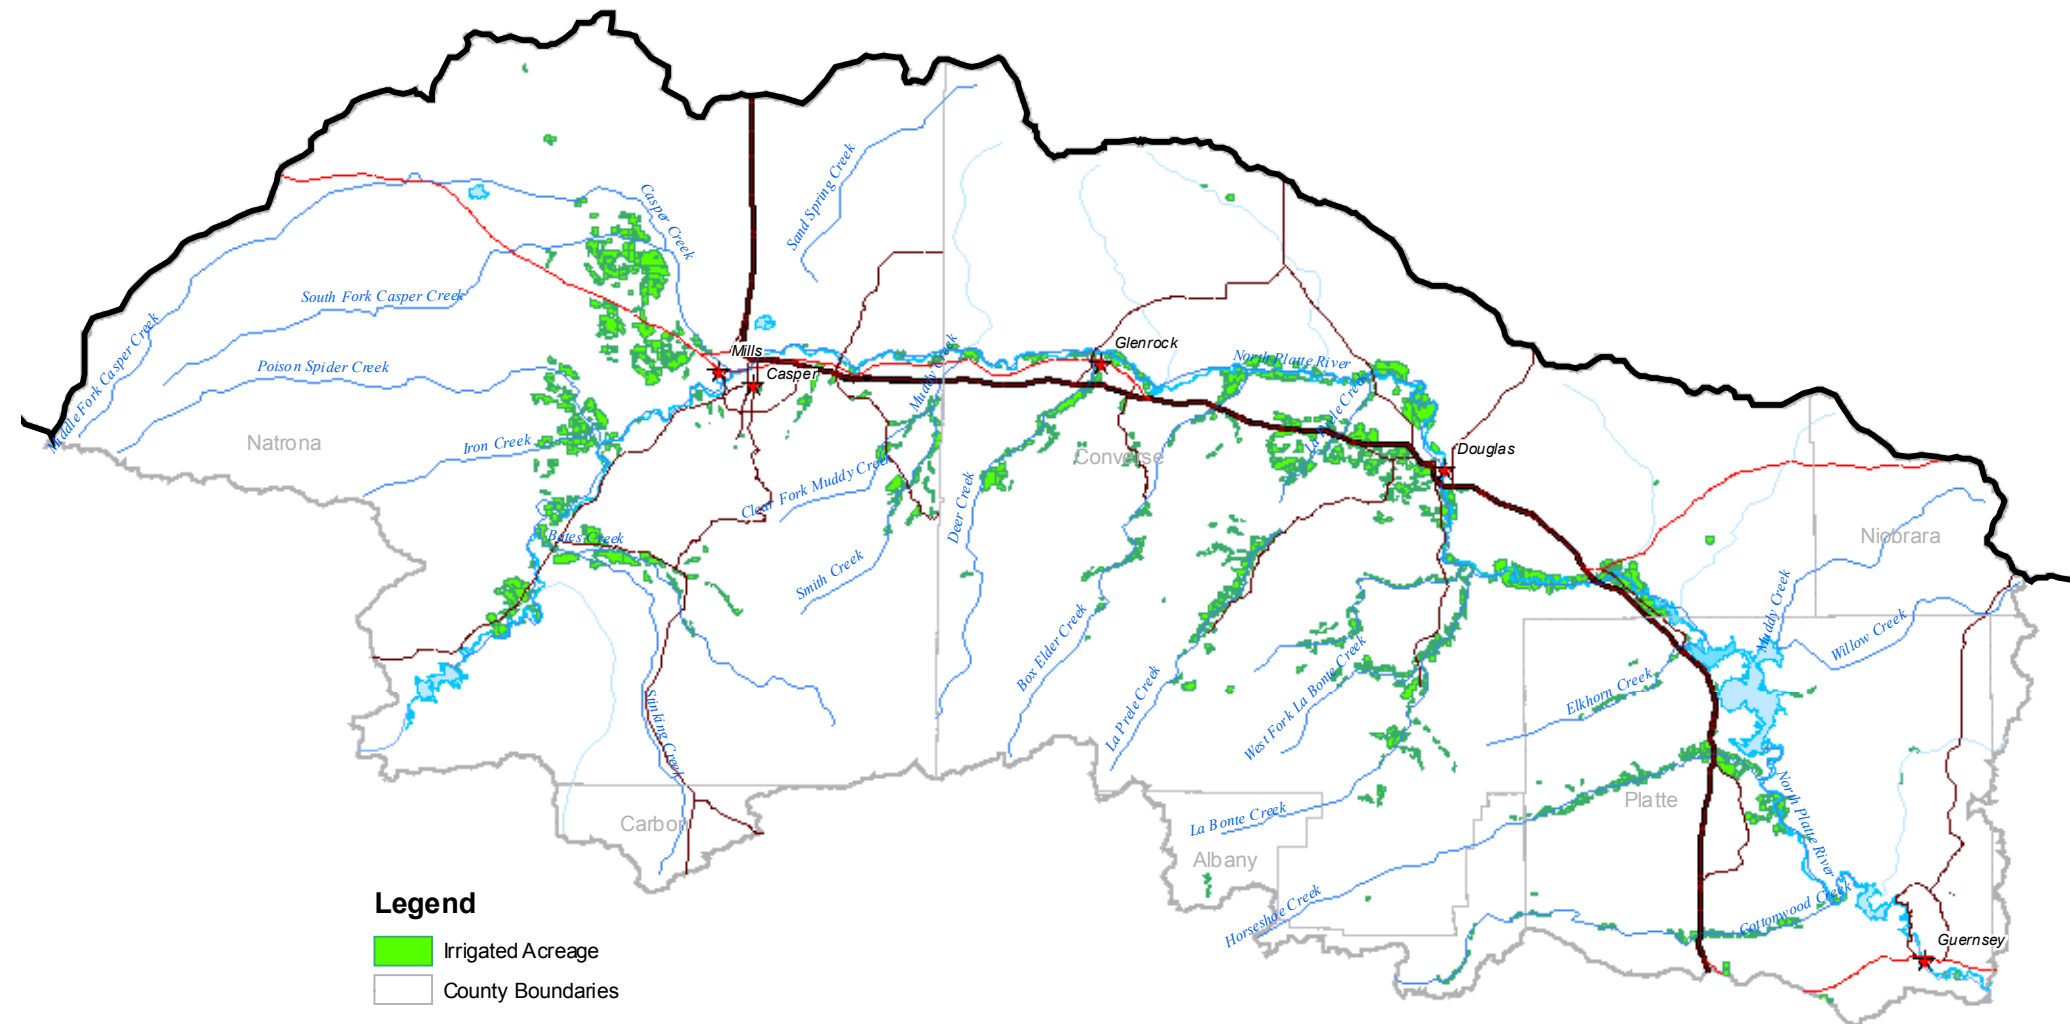 Casper Creek
Sand Spring Creek
South Fork Casper Creek
Middle Fork Casper Creek
Poison Spider Creek
Mills
Casper
Muddy Creek
Glenrock
North Platte River
La Prele Creek
Natrona
Iron Creek
Converse
Douglas
Clear Fork Muddy Creek
Deer Creek
Bates Creek
Niobrara
Smith Creek
Box Elder Creek
Muddy Creek
Willow Creek
La Prele Creek
West Fork La Bonte Creek
Elkhorn Creek
Stinking Creek
Platte
North Platte River
Carbon
La Bonte Creek
Albany
Horseshoe Creek
Cottonwood Creek
Guernsey
Legend
Irrigated Acreage
County Boundaries